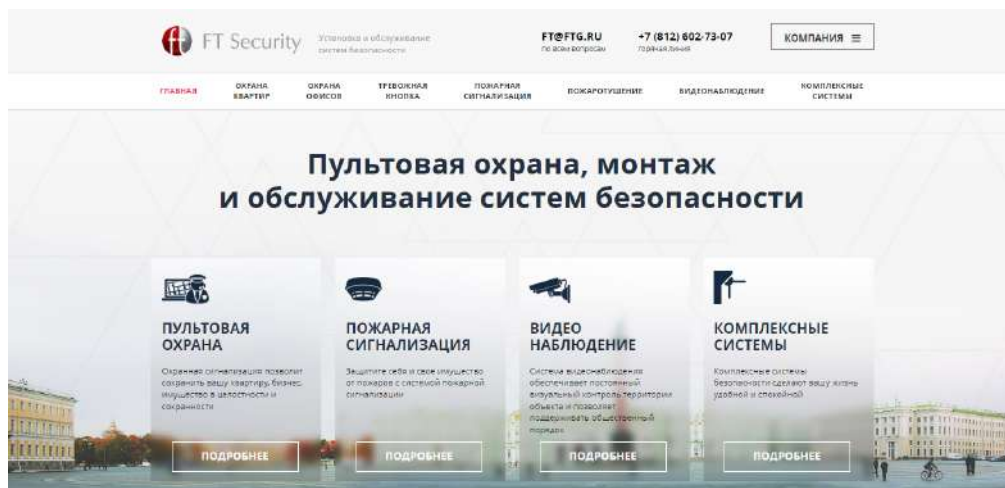 FT Security
Установка и обслуживание
систем безопасности
FT@FTG.RU
по всем вопросам
+7 (812) 602-73-07
горячая линия
КОМПАНИЯ
ГЛАВНАЯ
ОХРАНА
КВАРТИР
ОХРАНА
ОФИСОВ
ТРЕВОЖНАЯ
КНОПКА
ПОЖАРНАЯ
СИГНАЛИЗАЦИЯ
ПОЖАРОТУШЕНИЕ
ВИДЕОНАБЛЮДЕНИЕ
КОМПЛЕКСНЫЕ
СИСТЕМЫ
Пультовая охрана, монтаж
и обслуживание систем безопасности
ПУЛЬТОВАЯ
ОХРАНА
Охранная сигнализация позволит
сохранить вашу квартиру, бизнес,
имущество в целостности и
сохранности
ПОДРОБНЕЕ
ПОЖАРНАЯ
СИГНАЛИЗАЦИЯ
Защитите себя и свое имущество
от пожаров с системой пожарной
сигнализации
ПОДРОБНЕЕ
ВИДЕО
НАБЛЮДЕНИЕ
Система видеонаблюдения
обеспечивает постоянный
визуальный контроль территории
объекта и позволяет
поддерживать общественный
порядок
ПОДРОБНЕЕ
КОМПЛЕКСНЫЕ
СИСТЕМЫ
Комплексные системы
безопасности сделают вашу жизнь
удобной и спокойной
ПОДРОБНЕЕ